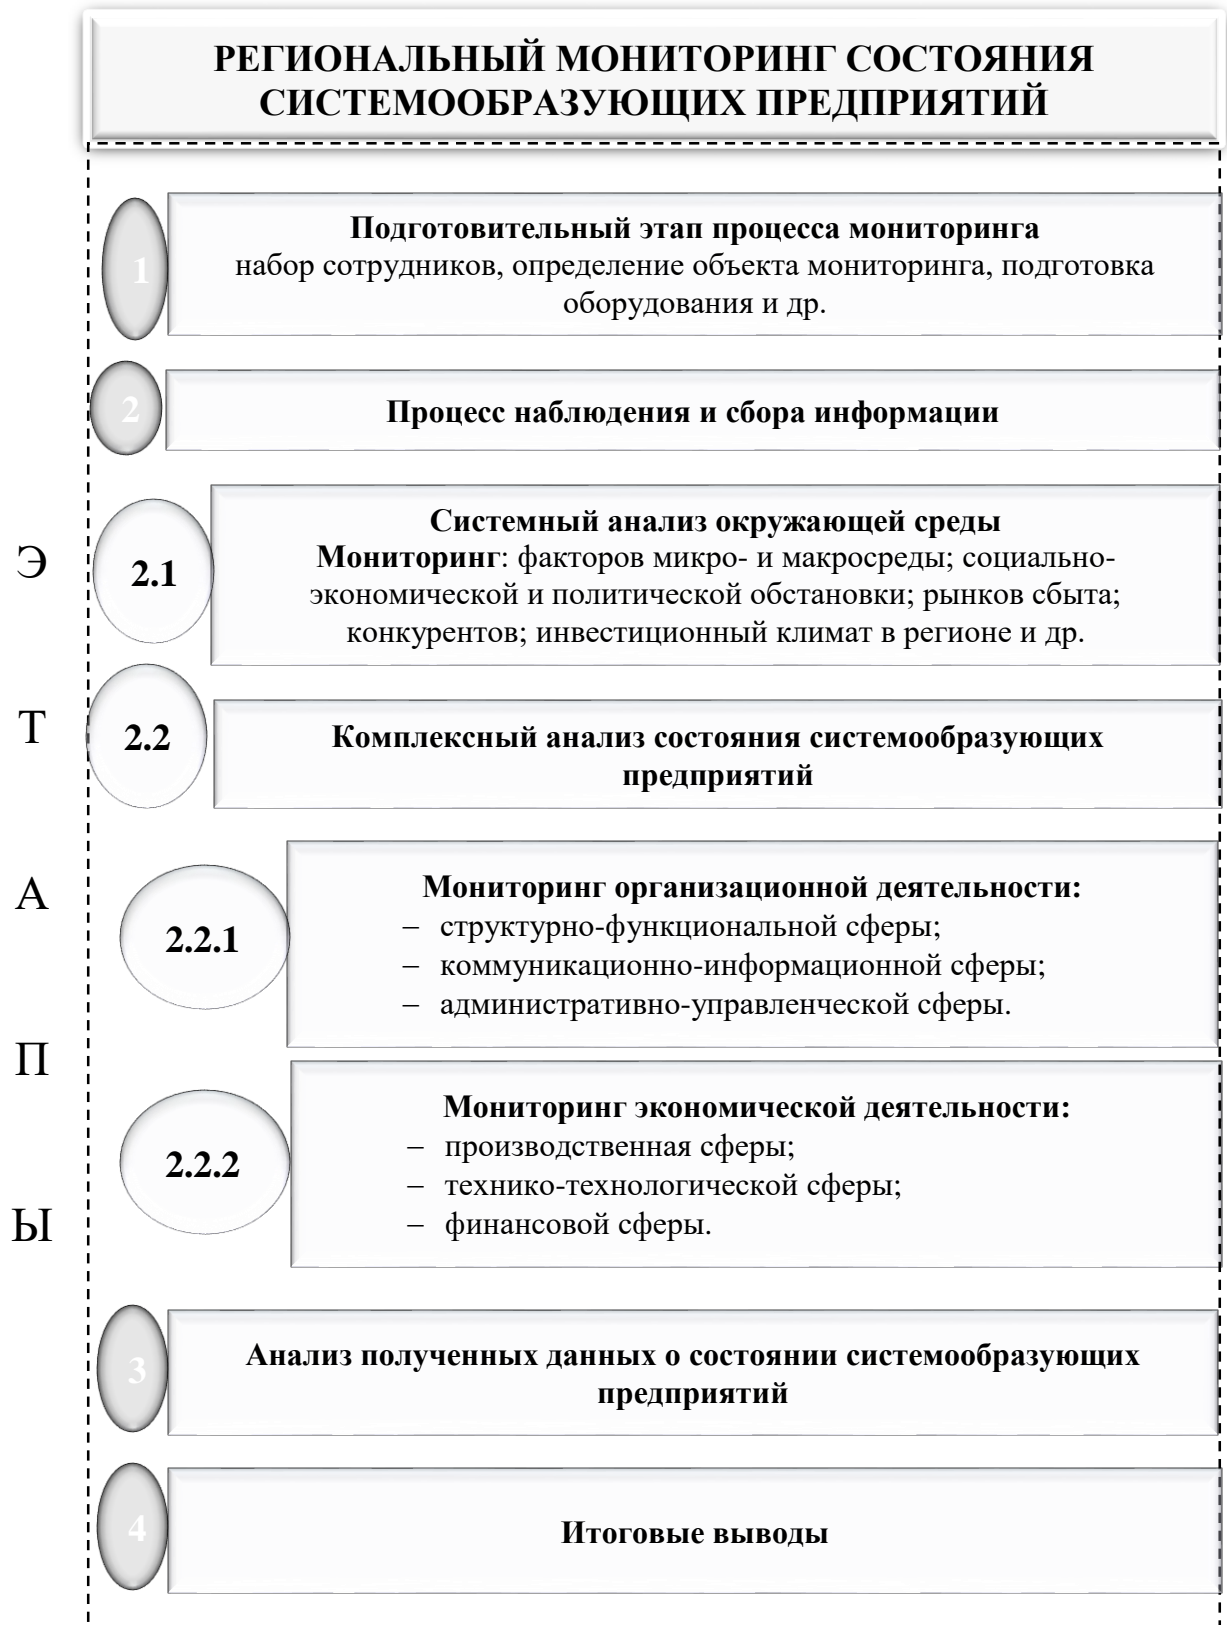 РЕГИОНАЛЬНЫЙ МОНИТОРИНГ СОСТОЯНИЯ
СИСТЕМООБРАЗУЮЩИХ ПРЕДПРИЯТИЙ
ЭТАПЫ
1
Подготовительный этап процесса мониторинга
набор сотрудников, определение объекта мониторинга, подготовка
оборудования и др.
2
Процесс наблюдения и сбора информации
2.1
Системный анализ окружающей среды
Мониторинг: факторов микро- и макросреды; социально-
экономической и политической обстановки; рынков сбыта;
конкурентов; инвестиционный климат в регионе и др.
2.2
Комплексный анализ состояния системообразующих
предприятий
2.2.1
Мониторинг организационной деятельности:
– структурно-функциональной сферы;
– коммуникационно-информационной сферы;
– административно-управленческой сферы.
2.2.2
Мониторинг экономической деятельности:
– производственная сферы;
– технико-технологической сферы;
– финансовой сферы.
3
Анализ полученных данных о состоянии системообразующих
предприятий
4
Итоговые выводы